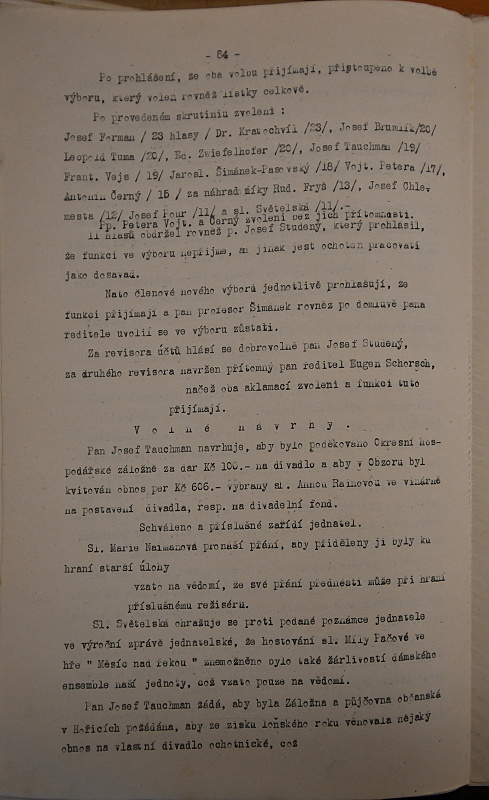 - 84 -
Po prohlášení, že oba volbu přijímají, přistoupeno k volbě
výboru, který volen rovněž lístky celkově.
Po provedeném skrutiniu zvoleni :
Josef Forman / 23 hlasy / Dr. Kratochvíl /23/, Josef Brumlík/20/
Leopold Tuma /20/, Ed. Zwiefelhofer /20/, Josef Tauchman /19/
Frant. Vejs / 19/ Jarosl. Šimánek-Pasovský /18/ Vojt. Petera /17/,
Antonín Černý / 15 / za náhradníky Rud. Fryš /13/, Josef Chle-
mesta /12/ Josef Pour /11/ a sl. Světelská /11/.-
Pp. Petera Vojt. a Černý zvoleni bez jich přítomnosti.
11 hlasů obdržel rovněž p. Josef Studený, který prohlásil,
že funkci ve výboru nepřijme, an jinak jest ochoten pracovati
jako dosavad.
Nato členové nového výboru jednotlivě prohlašují, že
funkci přijímají a pan profesor Šimánek rovněž po domluvě pana
ředitele uvolil se ve výboru zůstati.
Za revisora účtů hlásí se dobrovolně pan Josef Studený,
za druhého revisora navržen přítomný pan ředitel Eugen Schorsch,
načež oba aklamací zvoleni a funkci tuto
přijímají.
V o l n é n á v r h y .
Pan Josef Tauchman navrhuje, aby bylo poděkováno Okresní hos-
podářské záložně za dar Kč 100.- na divadlo a aby v Obzoru byl
kvitován obnos per Kč 606.- vybraný sl. Annou Rainovou ve vinárně
na postavení divadla, resp. na divadelní fond.
Schváleno a příslušné zařídí jednatel.
Sl. Marie Naimanová pronáší přání, aby přiděleny jí byly ku
hraní starší úlohy
vzato na vědomí, že své přání přednésti může při hraní
příslušnému režiséru.
Sl. Světelská ohražuje se proti podané poznámce jednatele
ve výroční zprávě jednatelské, že hostování sl. Míly Pačové ve
hře " Měsíc nad řekou " znemožněno bylo také žárlivostí dámského
ensemble naší jednoty, což vzato pouze na vědomí.
Pan Josef Tauchman žádá, aby byla Záložna a půjčovna občanská
v Hořicích požádána, aby ze zisku loňského roku věnovala nějaký
obnos na vlastní divadlo ochotnické, což